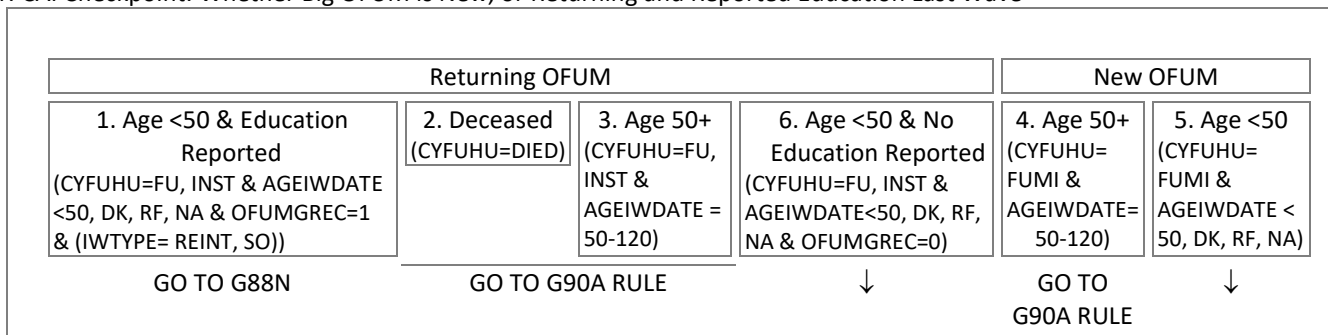 Returning OFUM
New OFUM
1. Age <50 & Education
Reported
(CYFUHU=FU, INST & AGEIWDATE
<50, DK, RF, NA & OFUMGREC=1
& (IWTYPE= REINT, SO))
2. Deceased
(CYFUHU=DIED)
3. Age 50+
(CYFUHU=FU,
INST &
AGEIWDATE =
50-120)
6. Age <50 & No
Education Reported
(CYFUHU=FU, INST &
AGEIWDATE<50, DK, RF,
NA & OFUMGREC=0)
4. Age 50+
(CYFUHU=
FUMI &
AGEIWDATE=
50-120)
5. Age <50
(CYFUHU=
FUMI &
AGEIWDATE <
50, DK, RF, NA)
GO TO G88N
GO TO G90A RULE
↓
GO TO
G90A RULE
↓